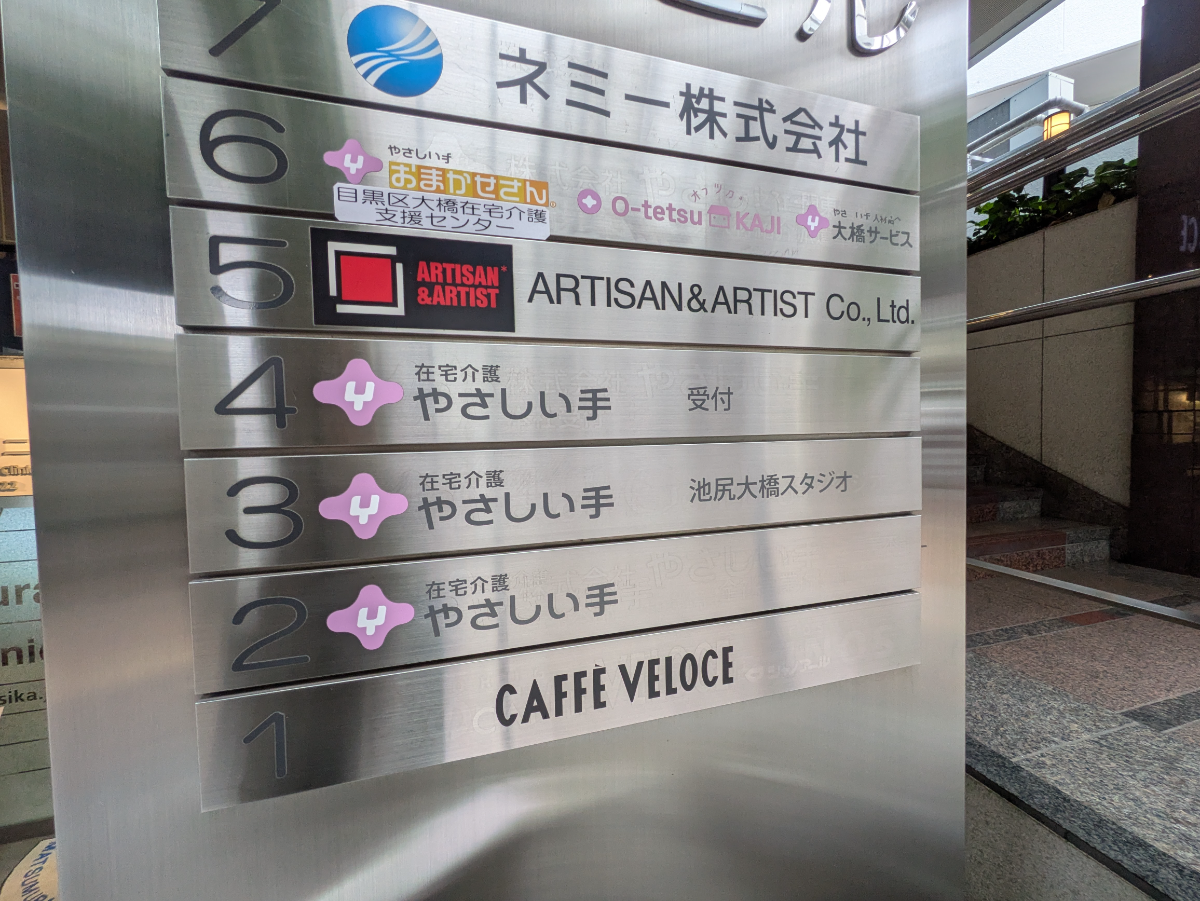 7 ネミー株式会社
6 やさしい手
おまかせさん
目黒区大橋在宅介護
支援センター
O-tetsu KAJI
大橋サービス
5 ARTISAN*
&ARTIST
ARTISAN&ARTIST Co., Ltd.
4 在宅介護
やさしい手 受付
3 在宅介護
やさしい手 池尻大橋スタジオ
2 在宅介護
やさしい手
1 CAFFÈ VELOCE